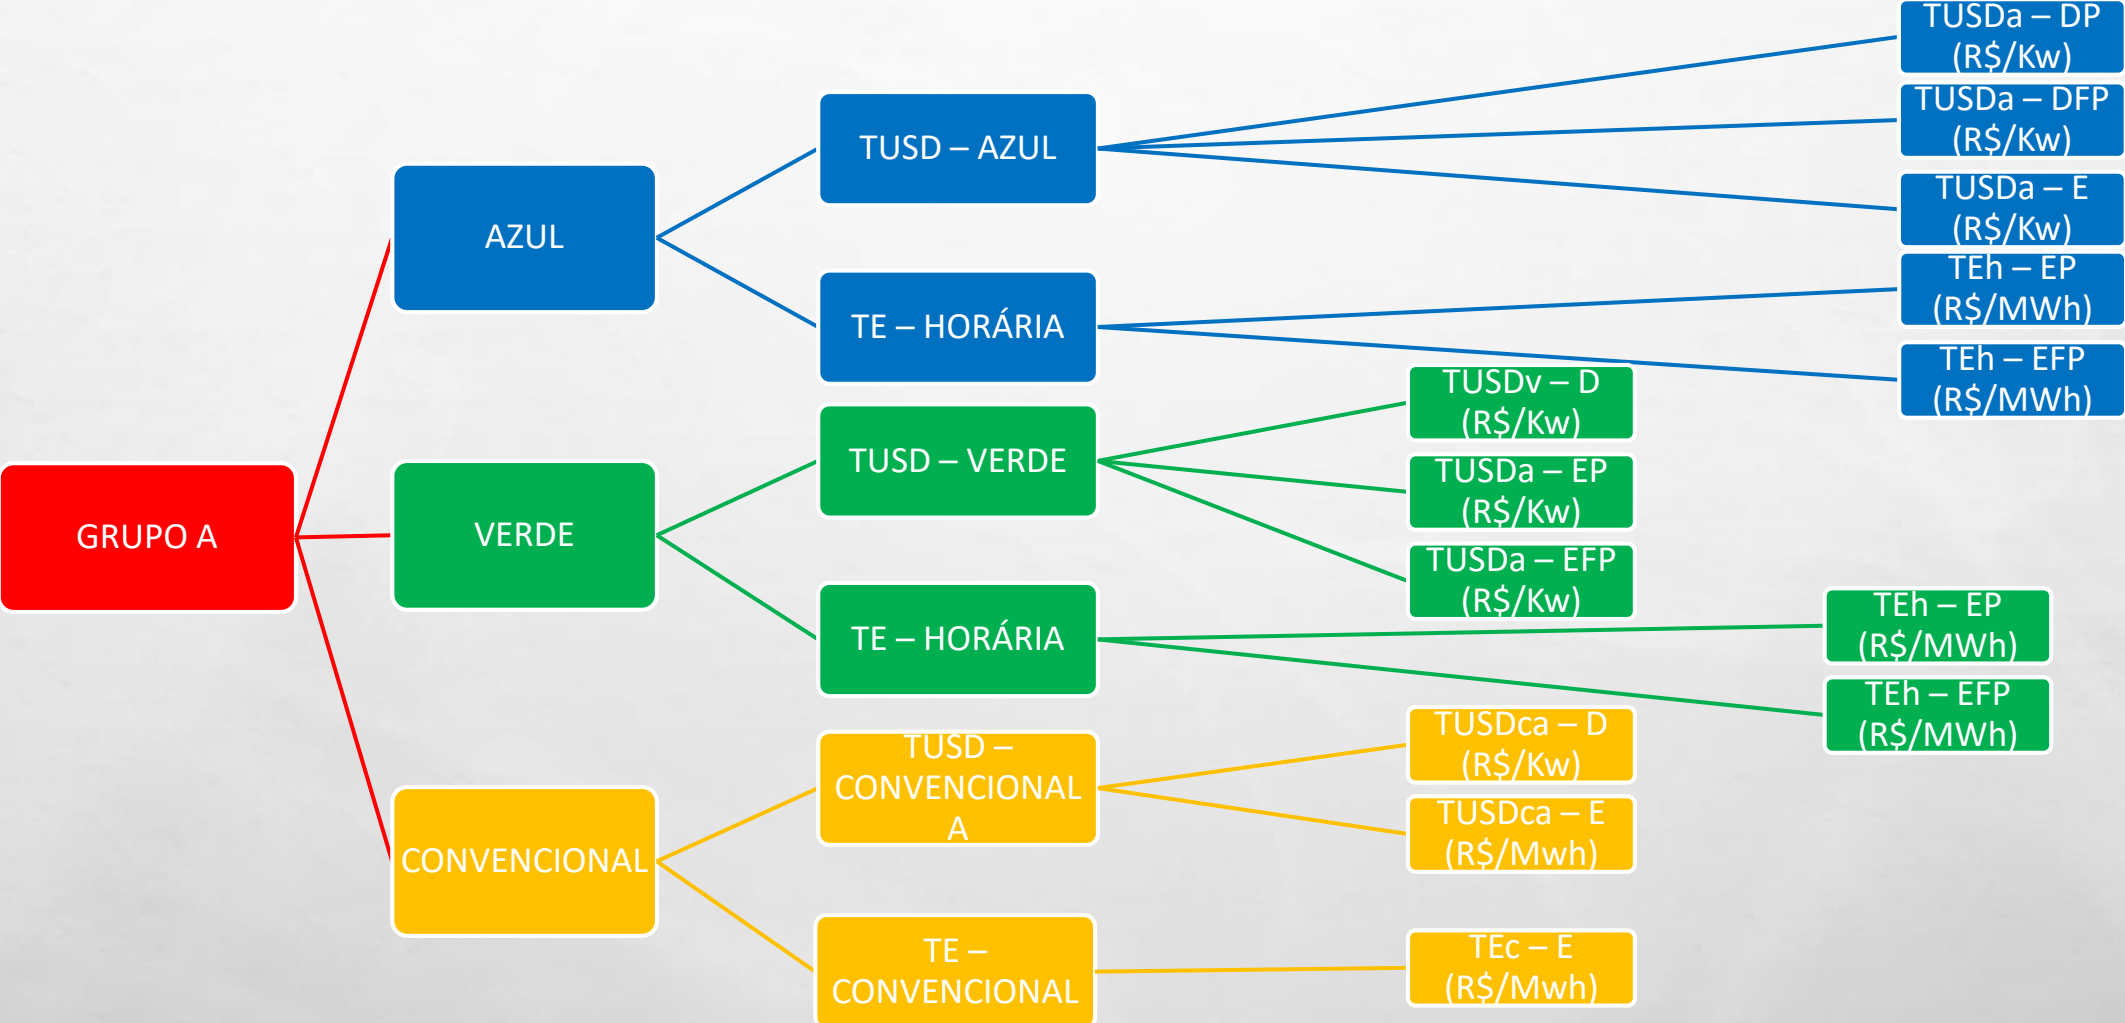 GRUPO A
AZUL
TUSD – AZUL
TUSDa – DP
(R$/Kw)
TUSDa – DFP
(R$/Kw)
TUSDa – E
(R$/Kw)
TE – HORÁRIA
TEh – EP
(R$/MWh)
TEh – EFP
(R$/MWh)
VERDE
TUSD – VERDE
TUSDv – D
(R$/Kw)
TUSDa – EP
(R$/Kw)
TUSDa – EFP
(R$/Kw)
TE – HORÁRIA
TEh – EP
(R$/MWh)
TEh – EFP
(R$/MWh)
CONVENCIONAL
TUSD –
CONVENCIONAL
A
TUSDca – D
(R$/Kw)
TUSDca – E
(R$/Mwh)
TE –
CONVENCIONAL
TEc – E
(R$/Mwh)